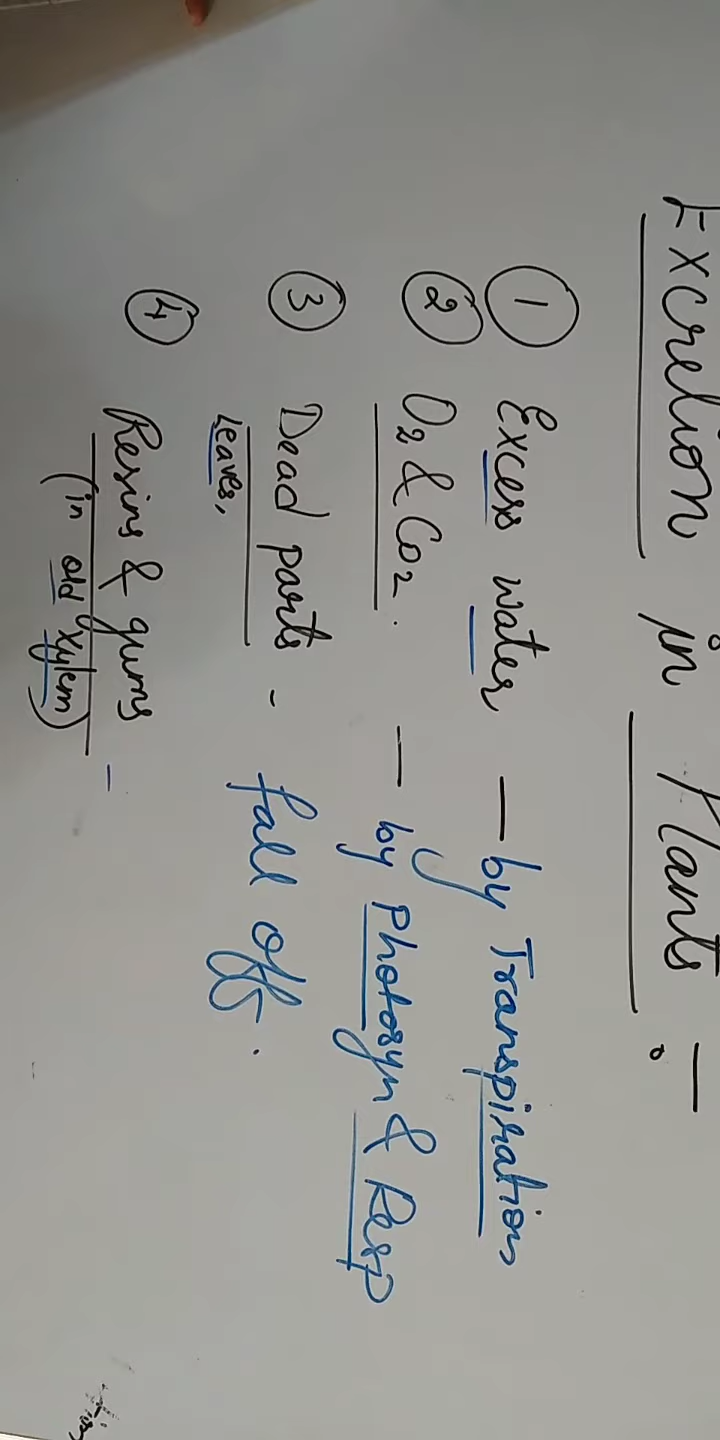 Excretion in Plants :-
① Excess water — by Transpiration
② O2 & CO2. — by Photosyn & Resp
③ Dead parts - fall off.
leaves,
④ Resins & gums -
(in old xylem)